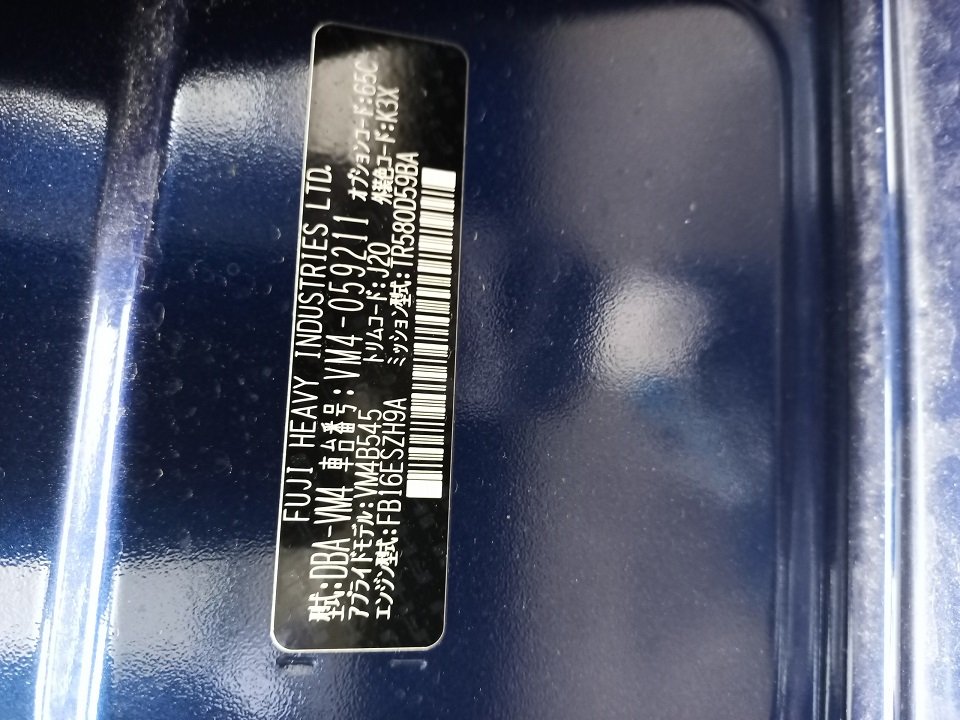 FUJI HEAVY INDUSTRIES LTD.
型式:DBA-VM4 車台番号:VM4-059211
アプライドモデル:VM4B545 トリムコード:J20 オプションコード:65C
エンジン型式:FB16ESZH9A ミッション型式:TR580D59BA 外装色コード:K3X